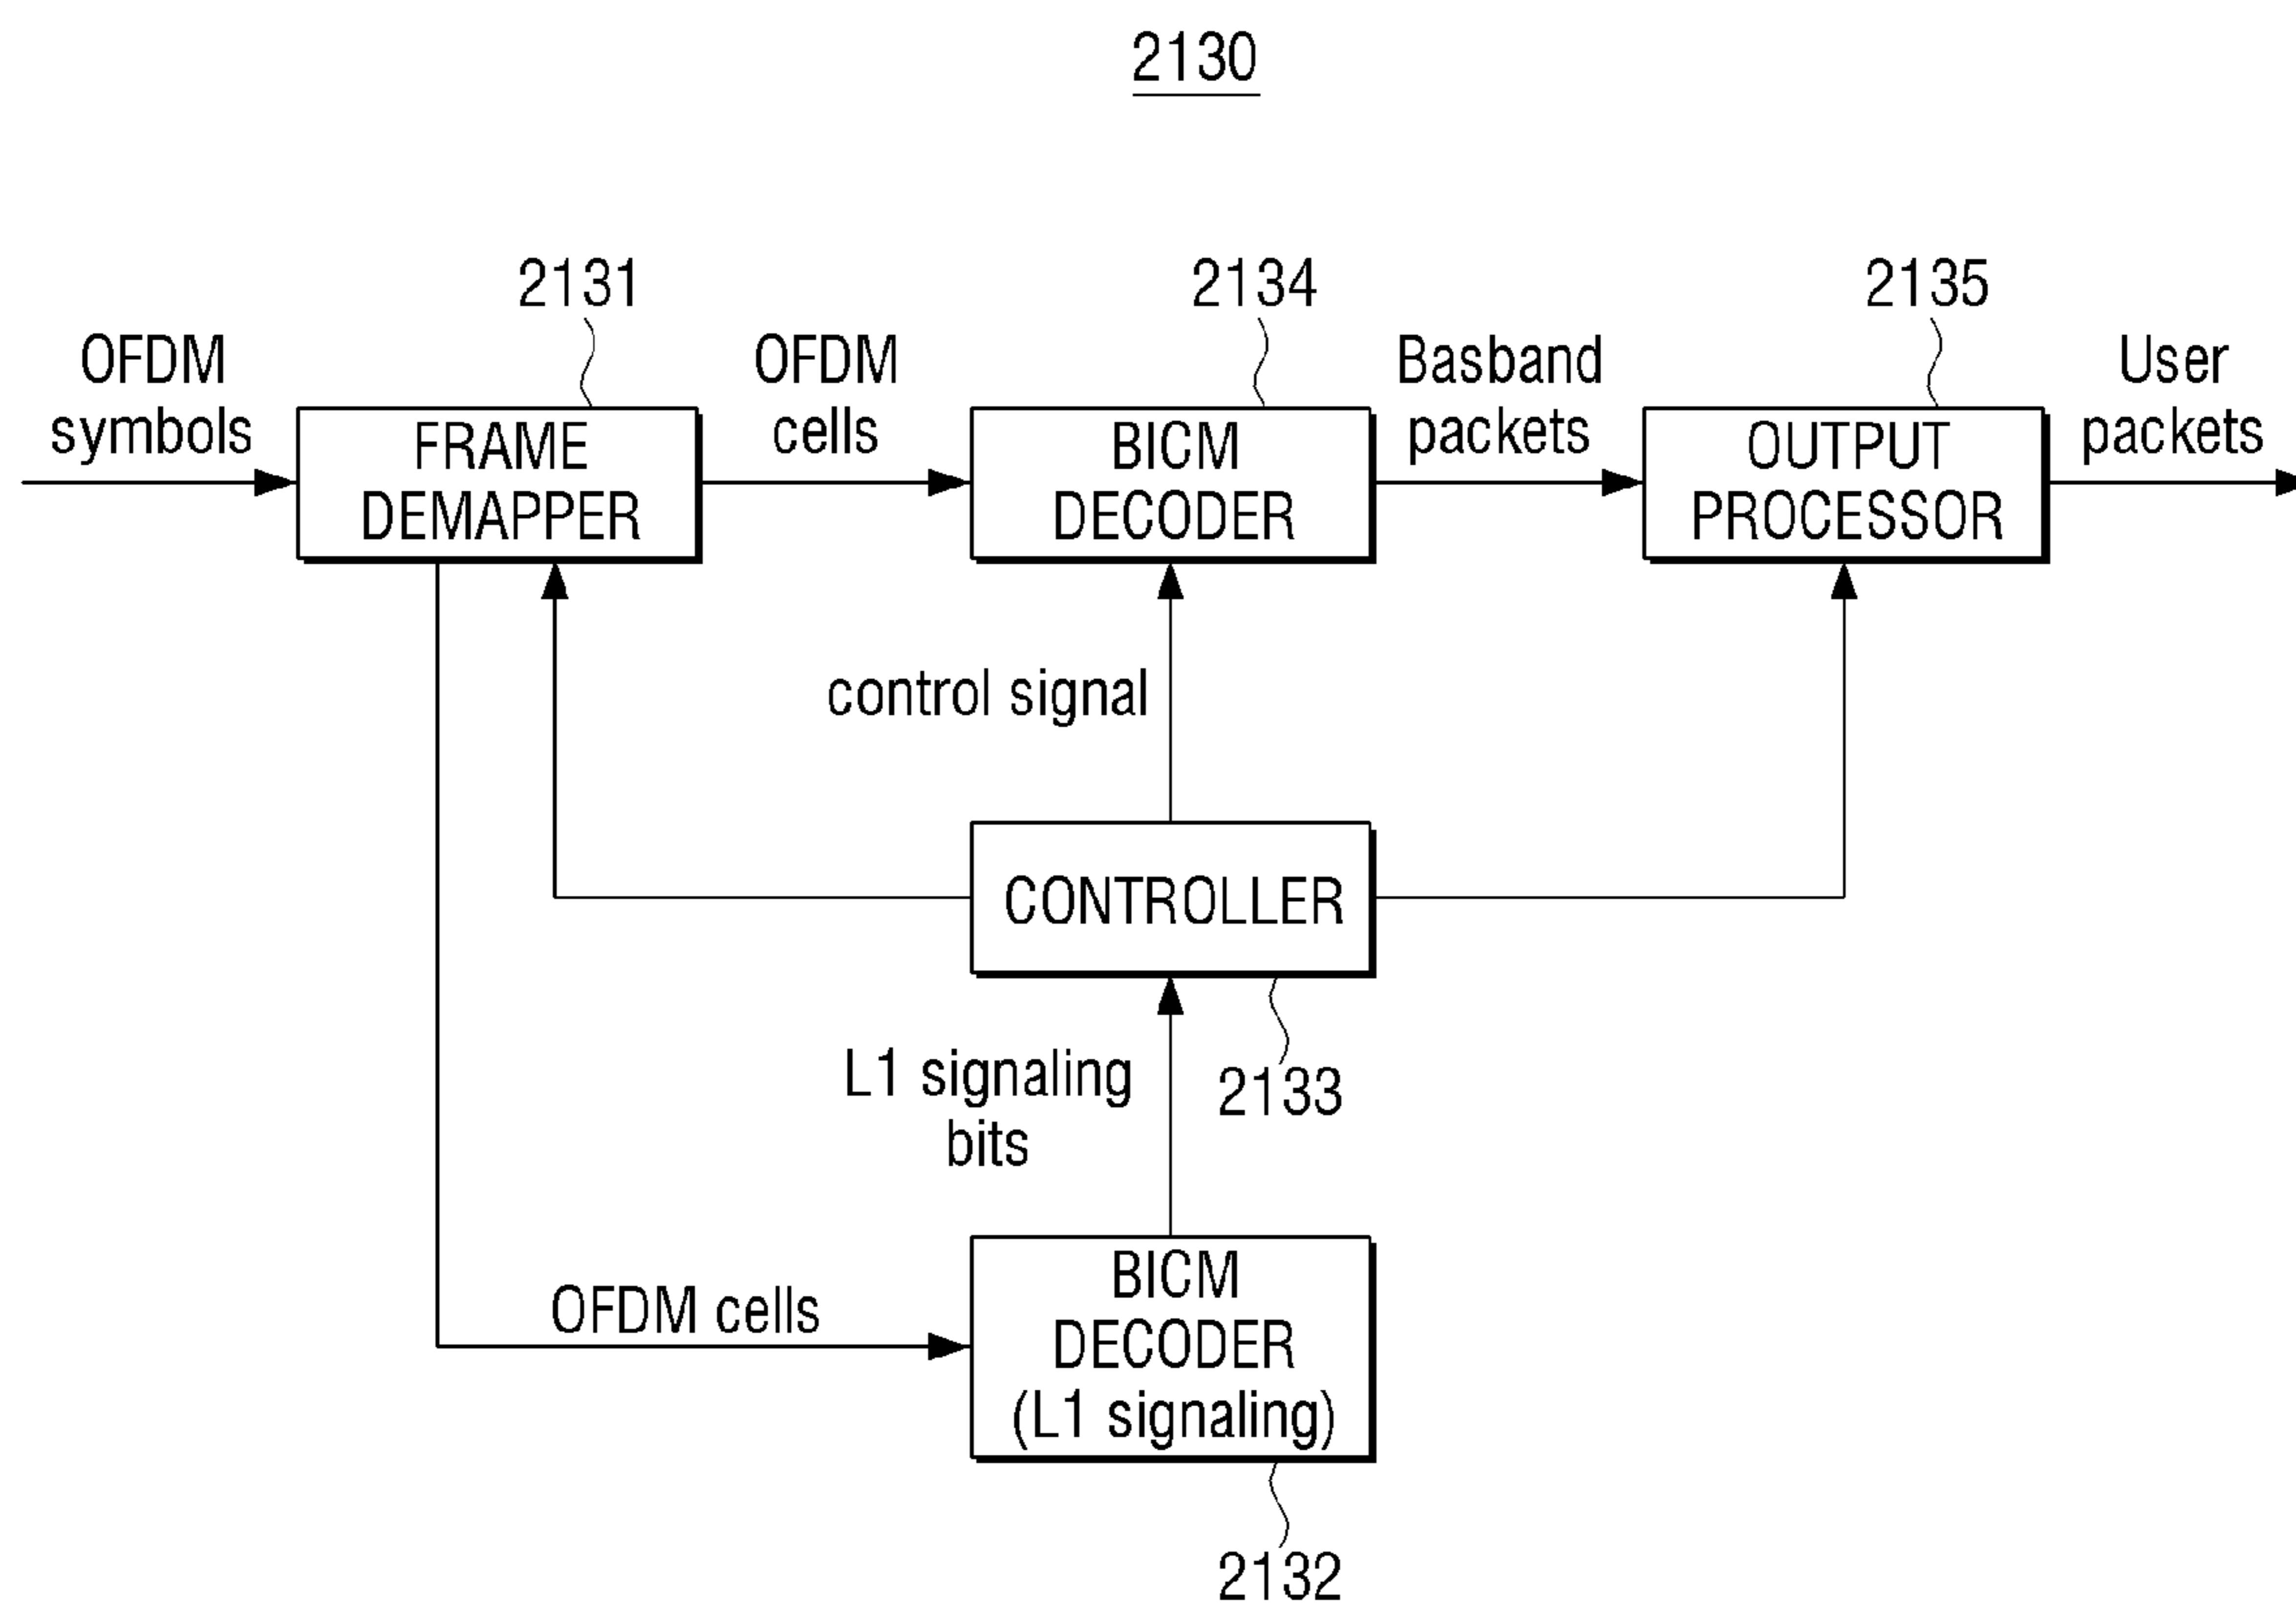 2130
2131
2134
2135
OFDM
symbols
FRAME
DEMAPPER
OFDM
cells
BICM
DECODER
Basband
packets
OUTPUT
PROCESSOR
User
packets
control signal
CONTROLLER
2133
L1 signaling
bits
OFDM cells
BICM
DECODER
(L1 signaling)
2132